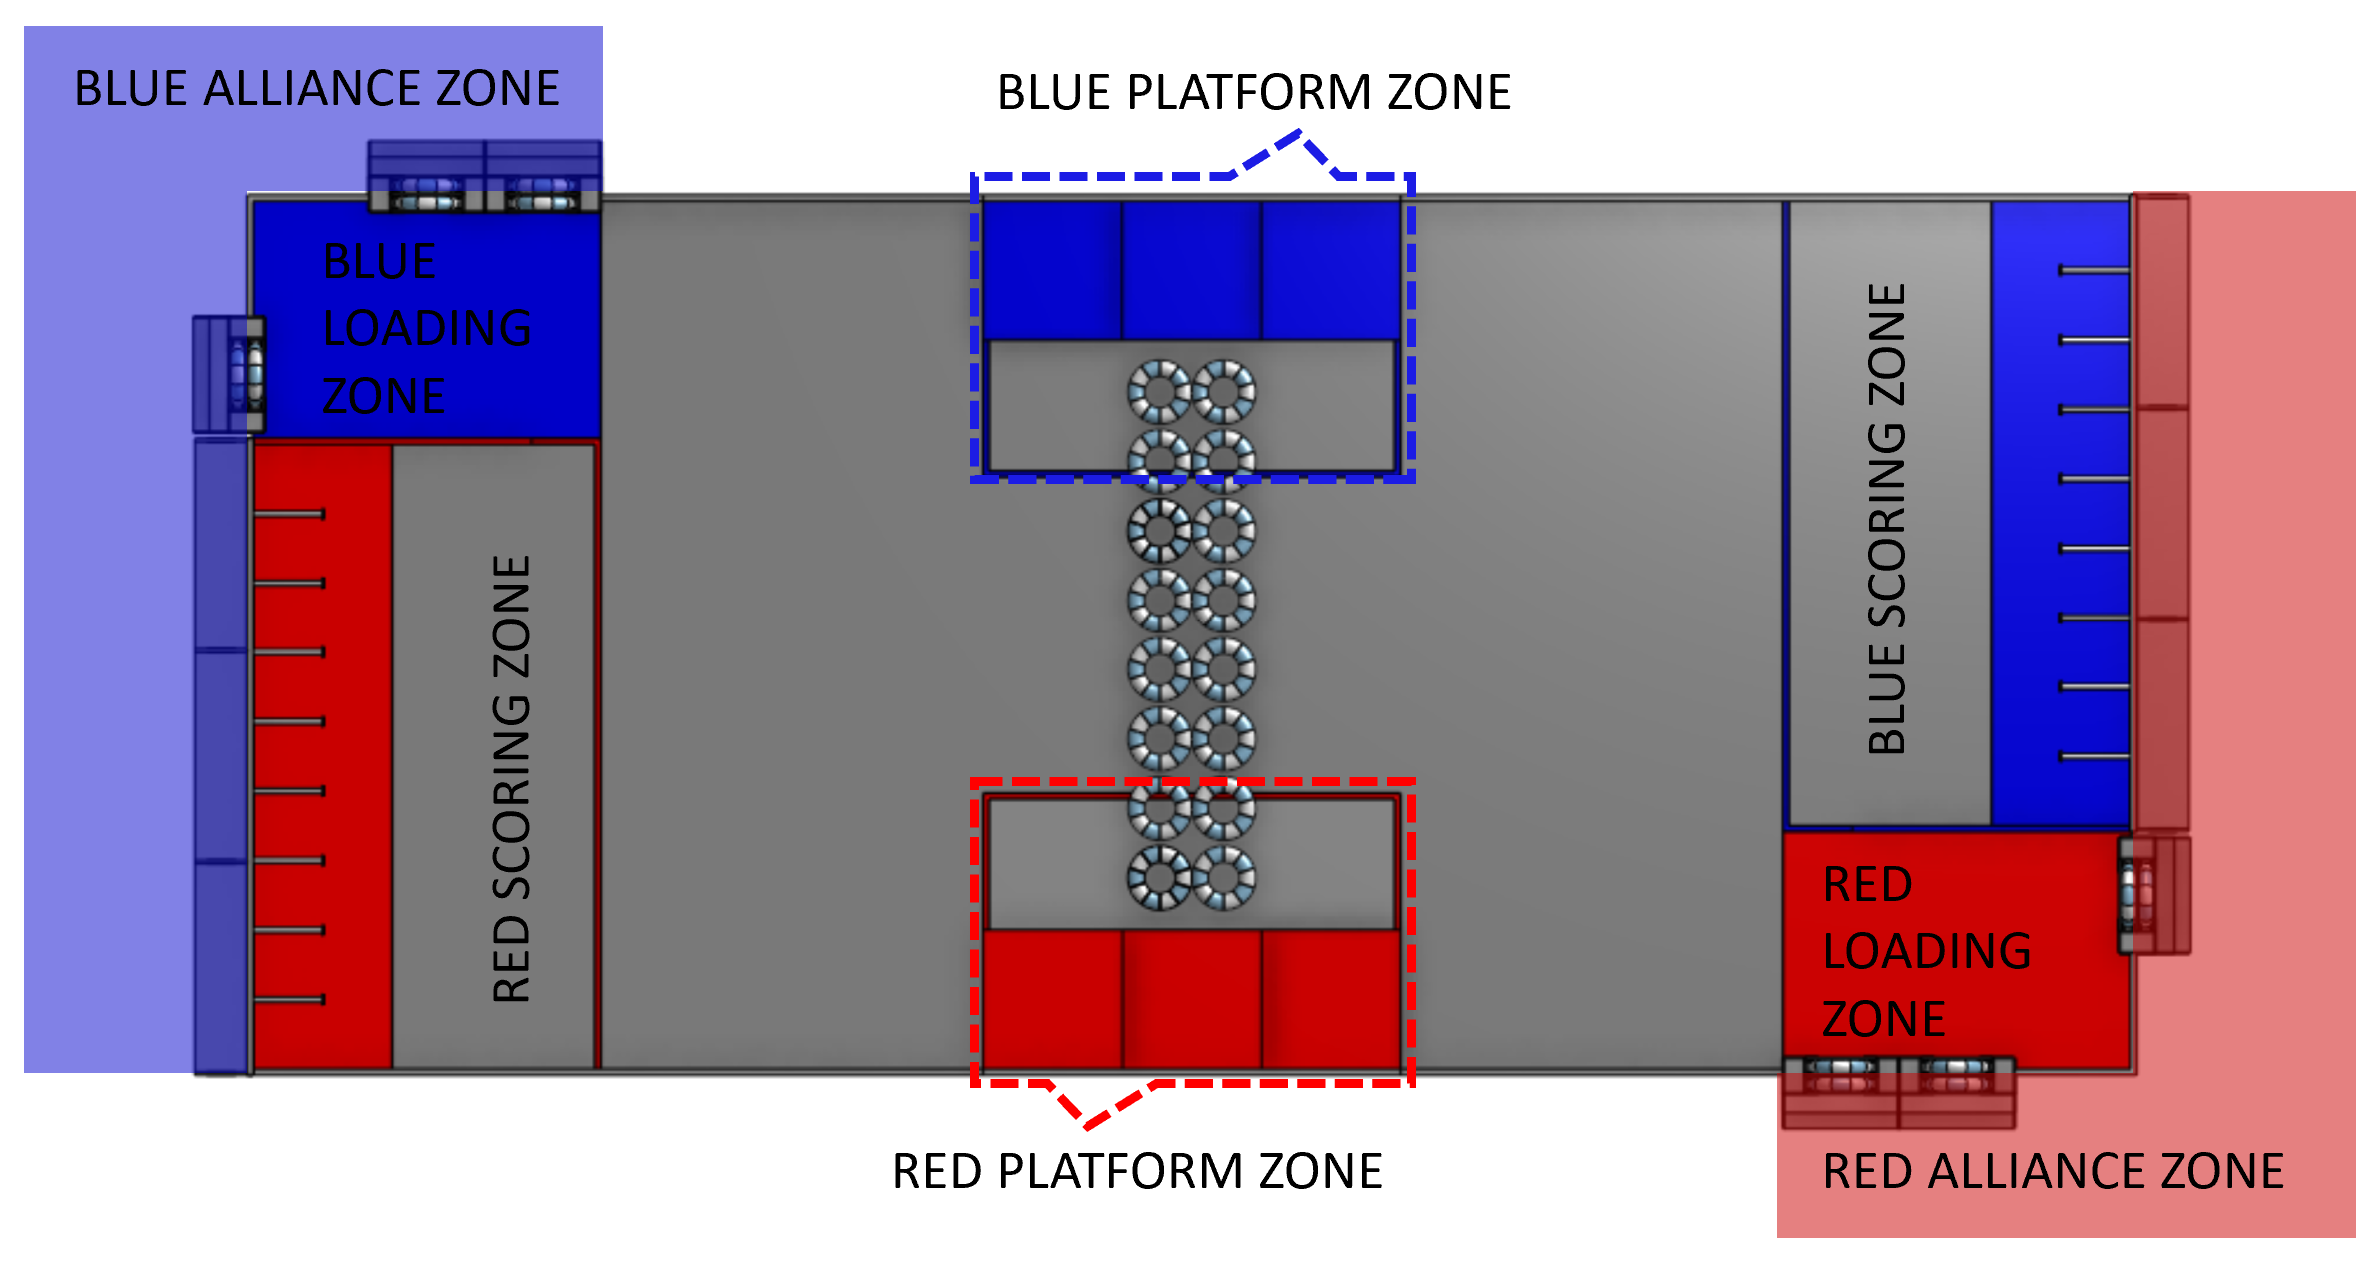 BLUE ALLIANCE ZONE
BLUE PLATFORM ZONE
BLUE
LOADING
ZONE
RED SCORING ZONE
BLUE SCORING ZONE
RED
LOADING
ZONE
RED PLATFORM ZONE
RED ALLIANCE ZONE